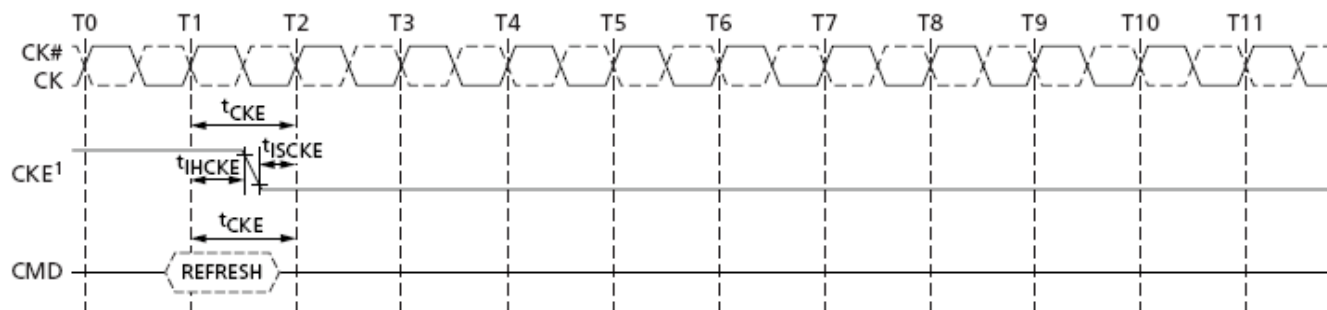 T0 T1 T2 T3 T4 T5 T6 T7 T8 T9 T10 T11
CK#
CK
tCKE
tISCKE
CKE1 tIHCKE
tCKE
CMD REFRESH